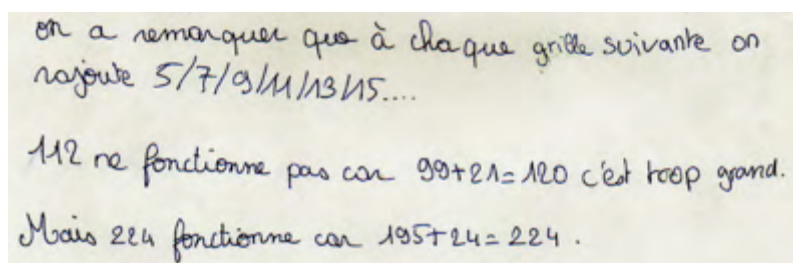 on a remarquer que à chaque grille suivante on
rajoute 5/7/9/11/13/15....
112 ne fonctionne pas car 99+21=120 c'est troop grand.
Mais 224 fonctionne car 195+24=224.